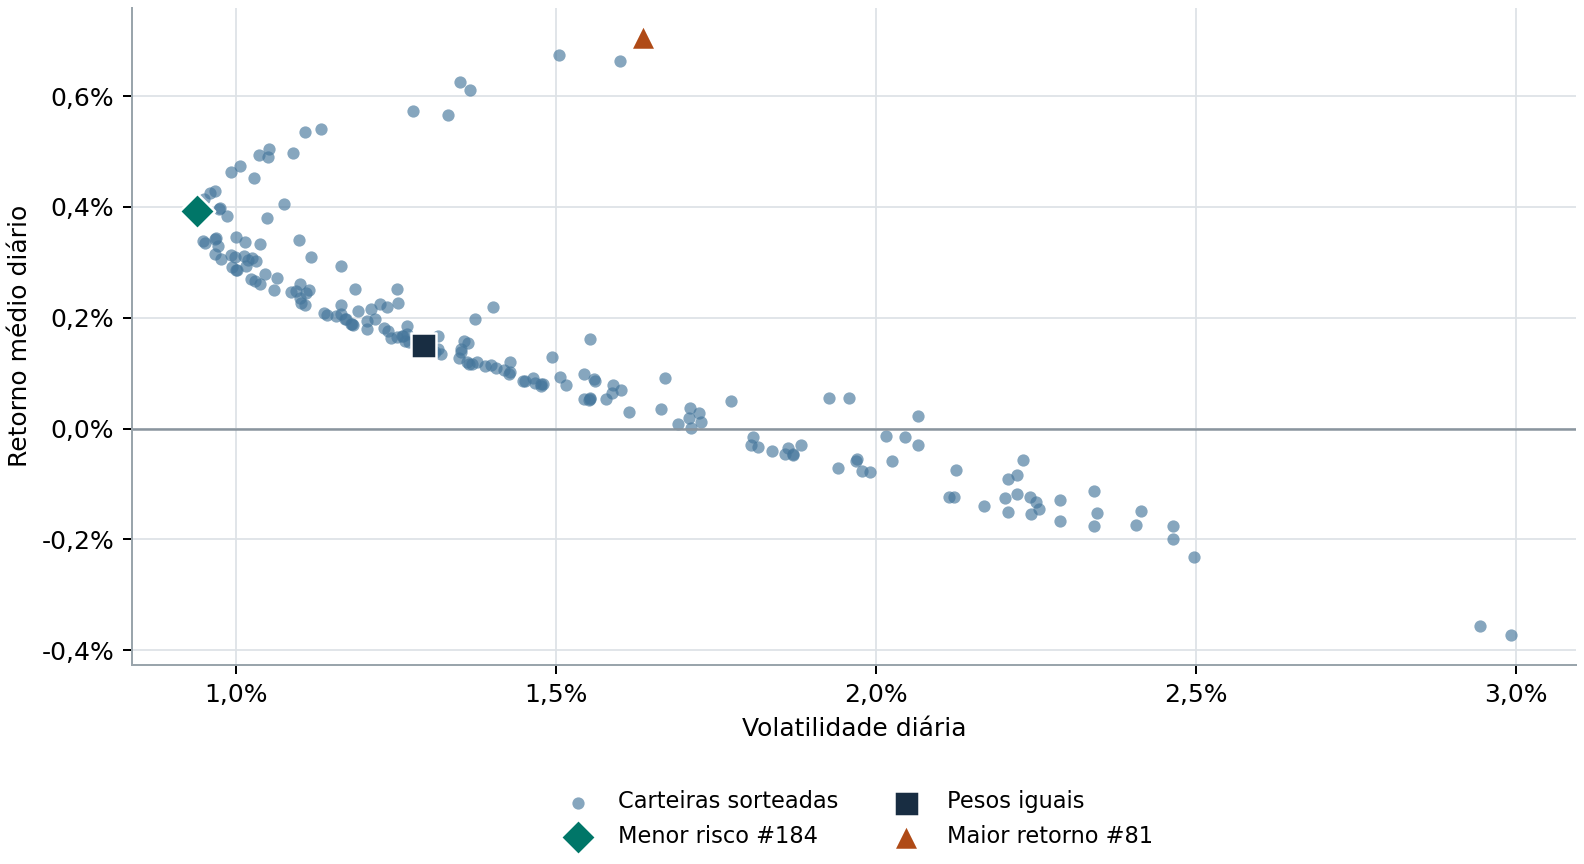 Retorno médio diário
0,6%
0,4%
0,2%
0,0%
-0,2%
-0,4%
1,0%
1,5%
2,0%
2,5%
3,0%
Volatilidade diária
Carteiras sorteadas
Menor risco #184
Pesos iguais
Maior retorno #81